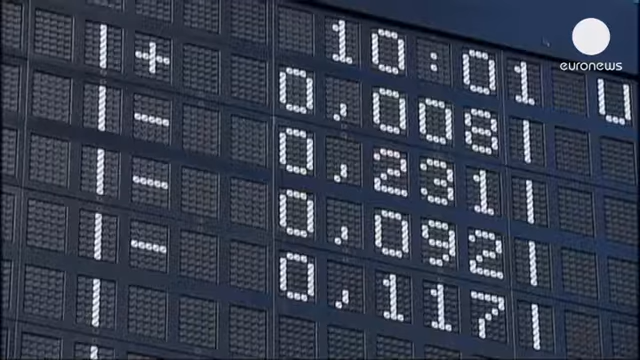 euronews
10:01 U
| + 0,008 |
| - 0,231 |
| - 0,092 |
| - 0,117 |